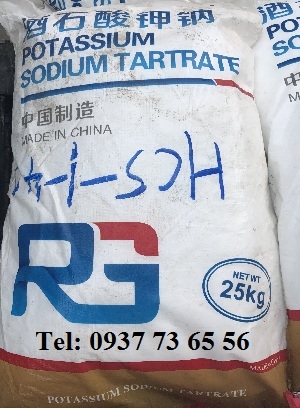 酒石酸钾钠
POTASSIUM
SODIUM TARTRATE
中国制造
MADE IN CHINA
RG
NET WT
25kg
Tel: 0937 73 65 56
POTASSIUM SODIUM TARTRATE